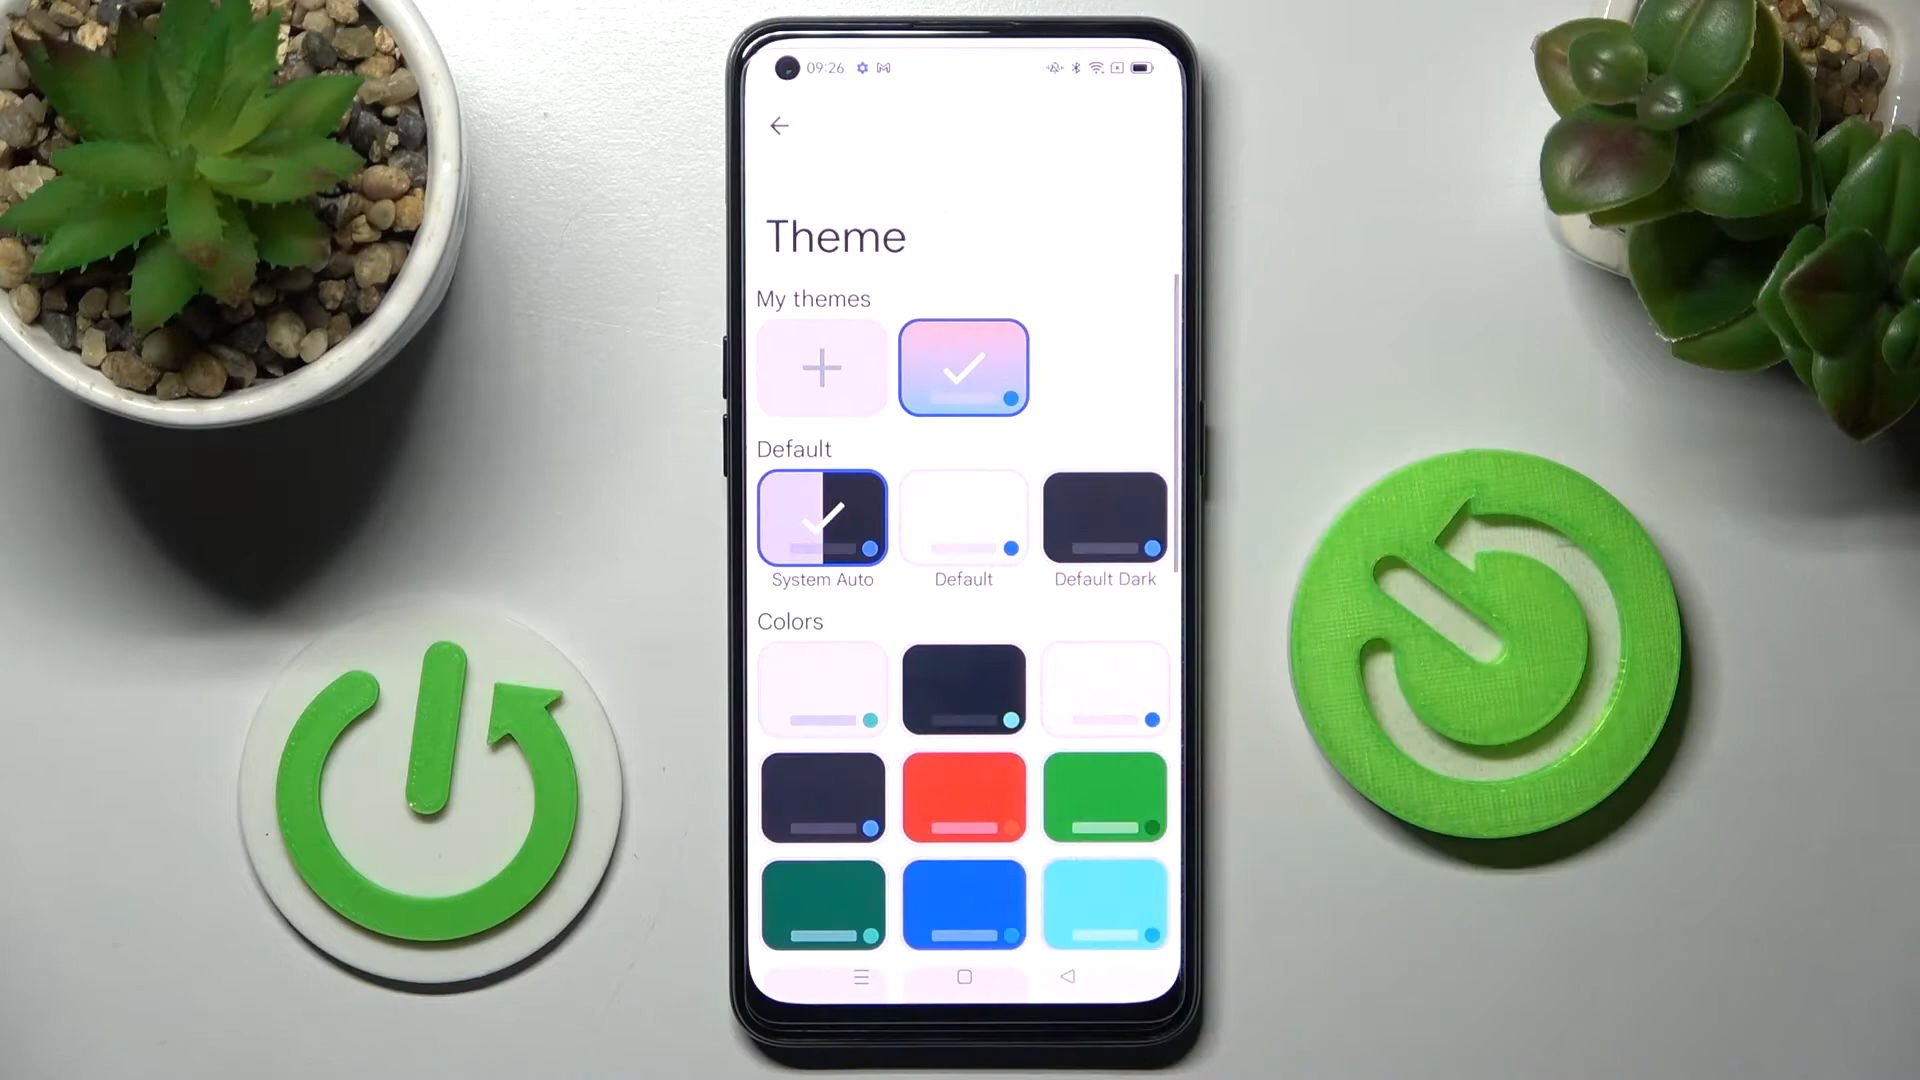 09:26
Theme
My themes
Default
System Auto
Default
Default Dark
Colors